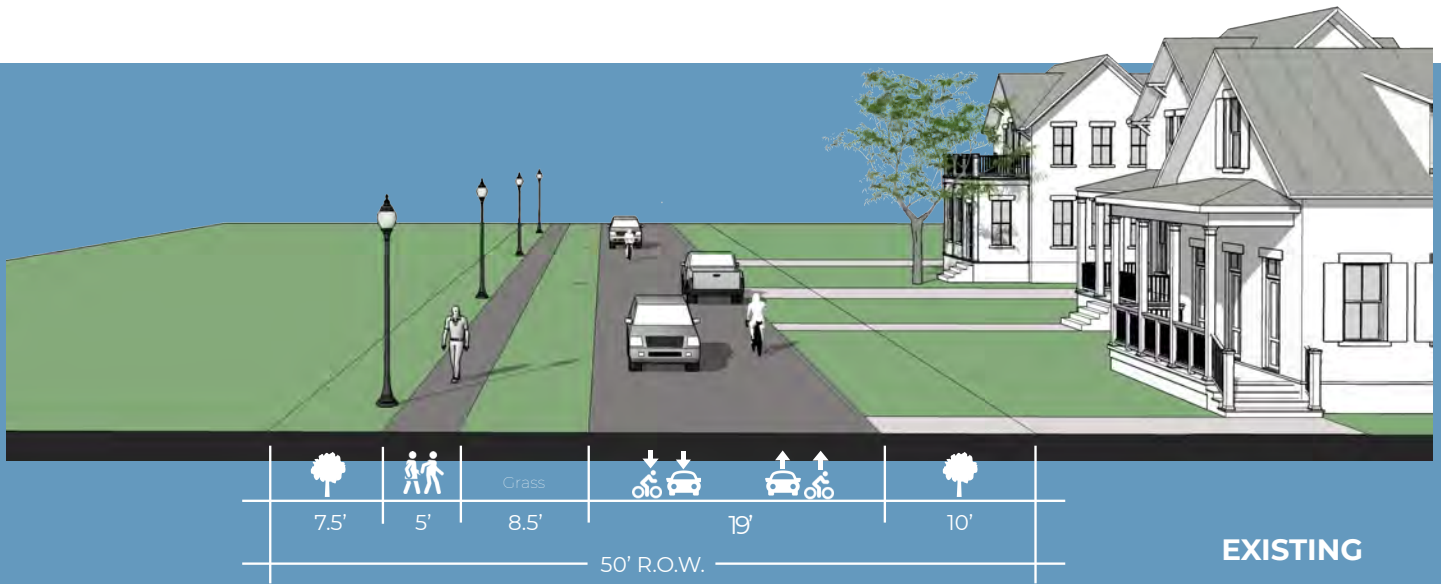 Grass
7.5’ 5’ 8.5’ 19’ 10’
50’ R.O.W.
EXISTING